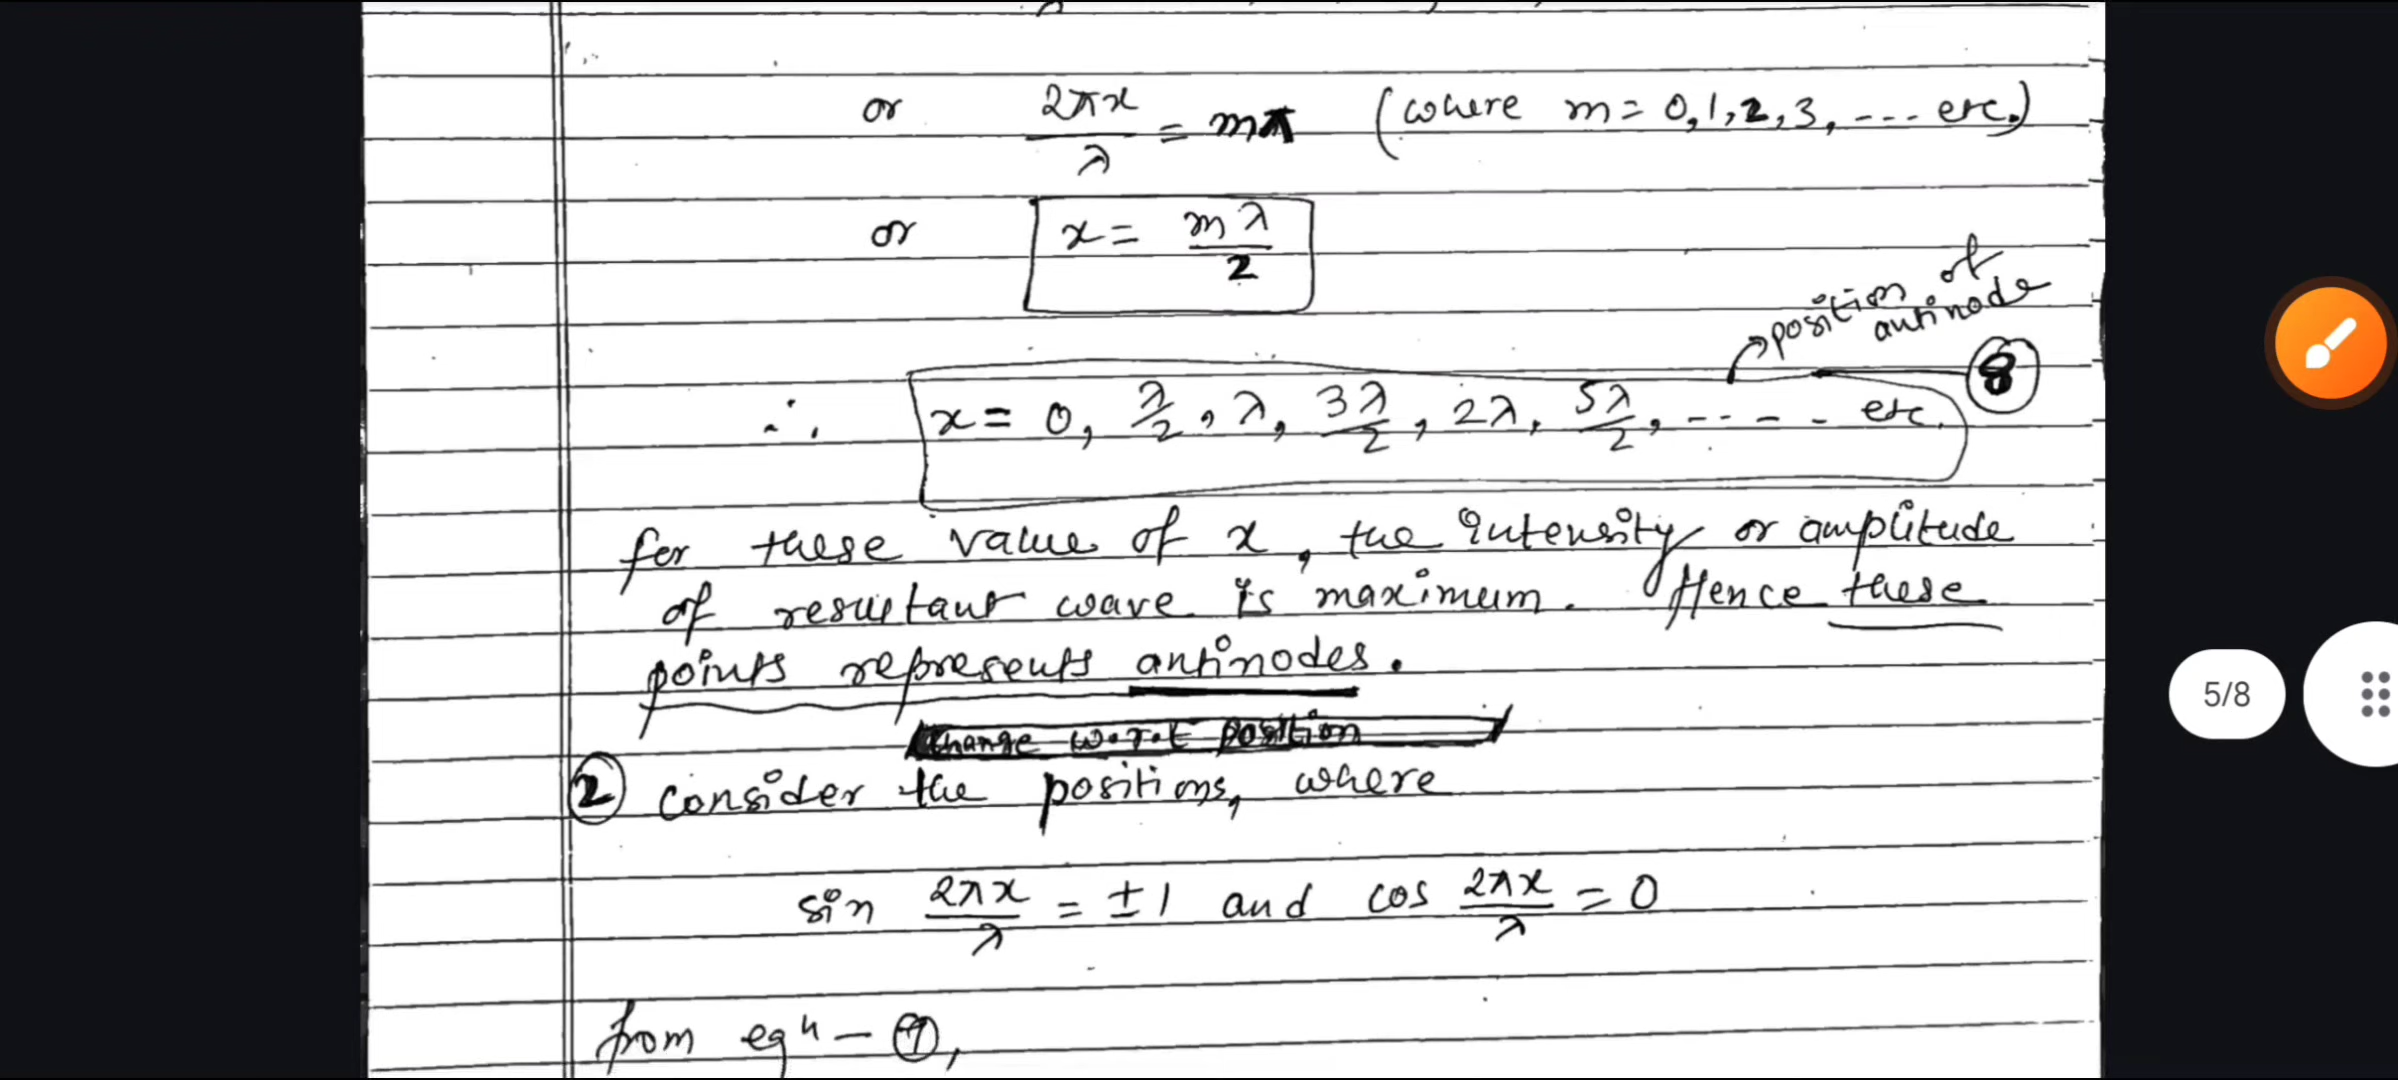 or 2πx/λ = mπ (where m = 0,1,2,3, --- etc.)
or x = mλ/2
position of
antinode
8
∴ x = 0, λ/2, λ, 3λ/2, 2λ, 5λ/2, ----- etc.
for these value of x, the intensity or amplitude
of resultant wave is maximum. Hence these
points represents antinodes.
Change w.r.t position
2 Consider the positions, where
sin 2πx/λ = ±1 and cos 2πx/λ = 0
from eqn - 7,
5/8